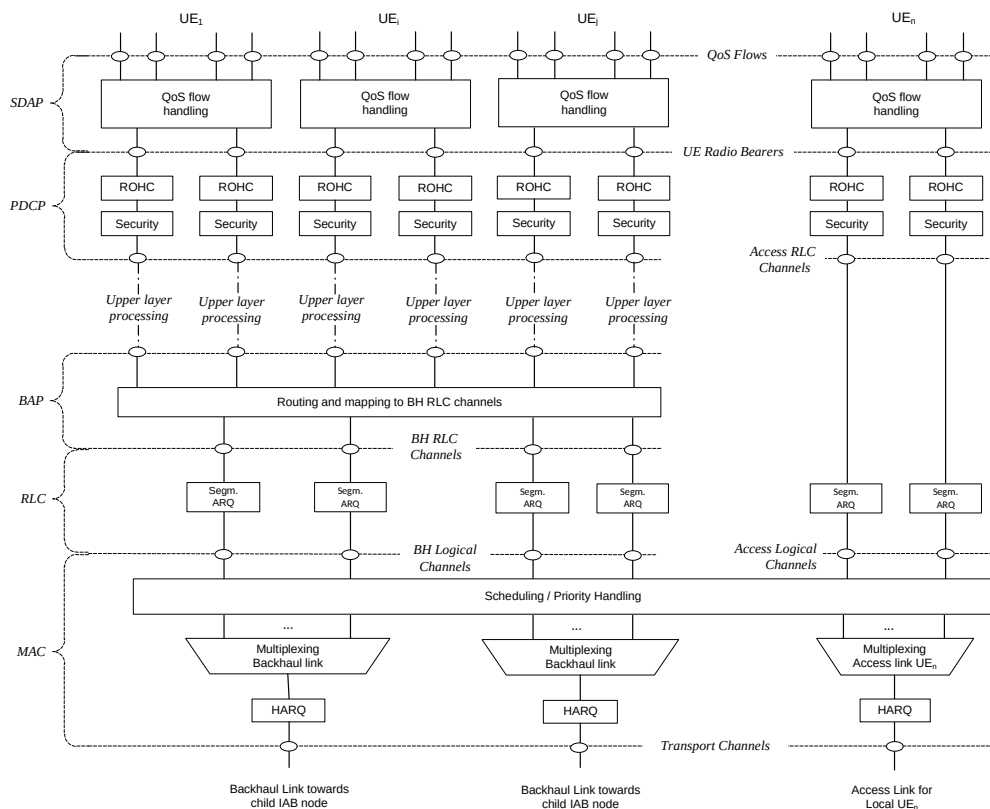 UE1 UEi UEj UEn
QoS Flows
QoS flow handling QoS flow handling QoS flow handling QoS flow handling
SDAP
UE Radio Bearers
ROHC ROHC ROHC ROHC ROHC ROHC ROHC ROHC
PDCP
Security Security Security Security Security Security Security Security
Access RLC
Channels
Upper layer Upper layer Upper layer Upper layer Upper layer Upper layer
processing processing processing processing processing processing
BAP
Routing and mapping to BH RLC channels
BH RLC
Channels
RLC
Segm. Segm. Segm. Segm. Segm. Segm.
ARQ ARQ ARQ ARQ ARQ ARQ
BH Logical Access Logical
Channels Channels
Scheduling / Priority Handling
... ... ...
MAC
Multiplexing Multiplexing Multiplexing
Backhaul link Backhaul link Access link UEn
HARQ HARQ HARQ
Transport Channels
Backhaul Link towards Backhaul Link towards Access Link for
child IAB node child IAB node Local UEn